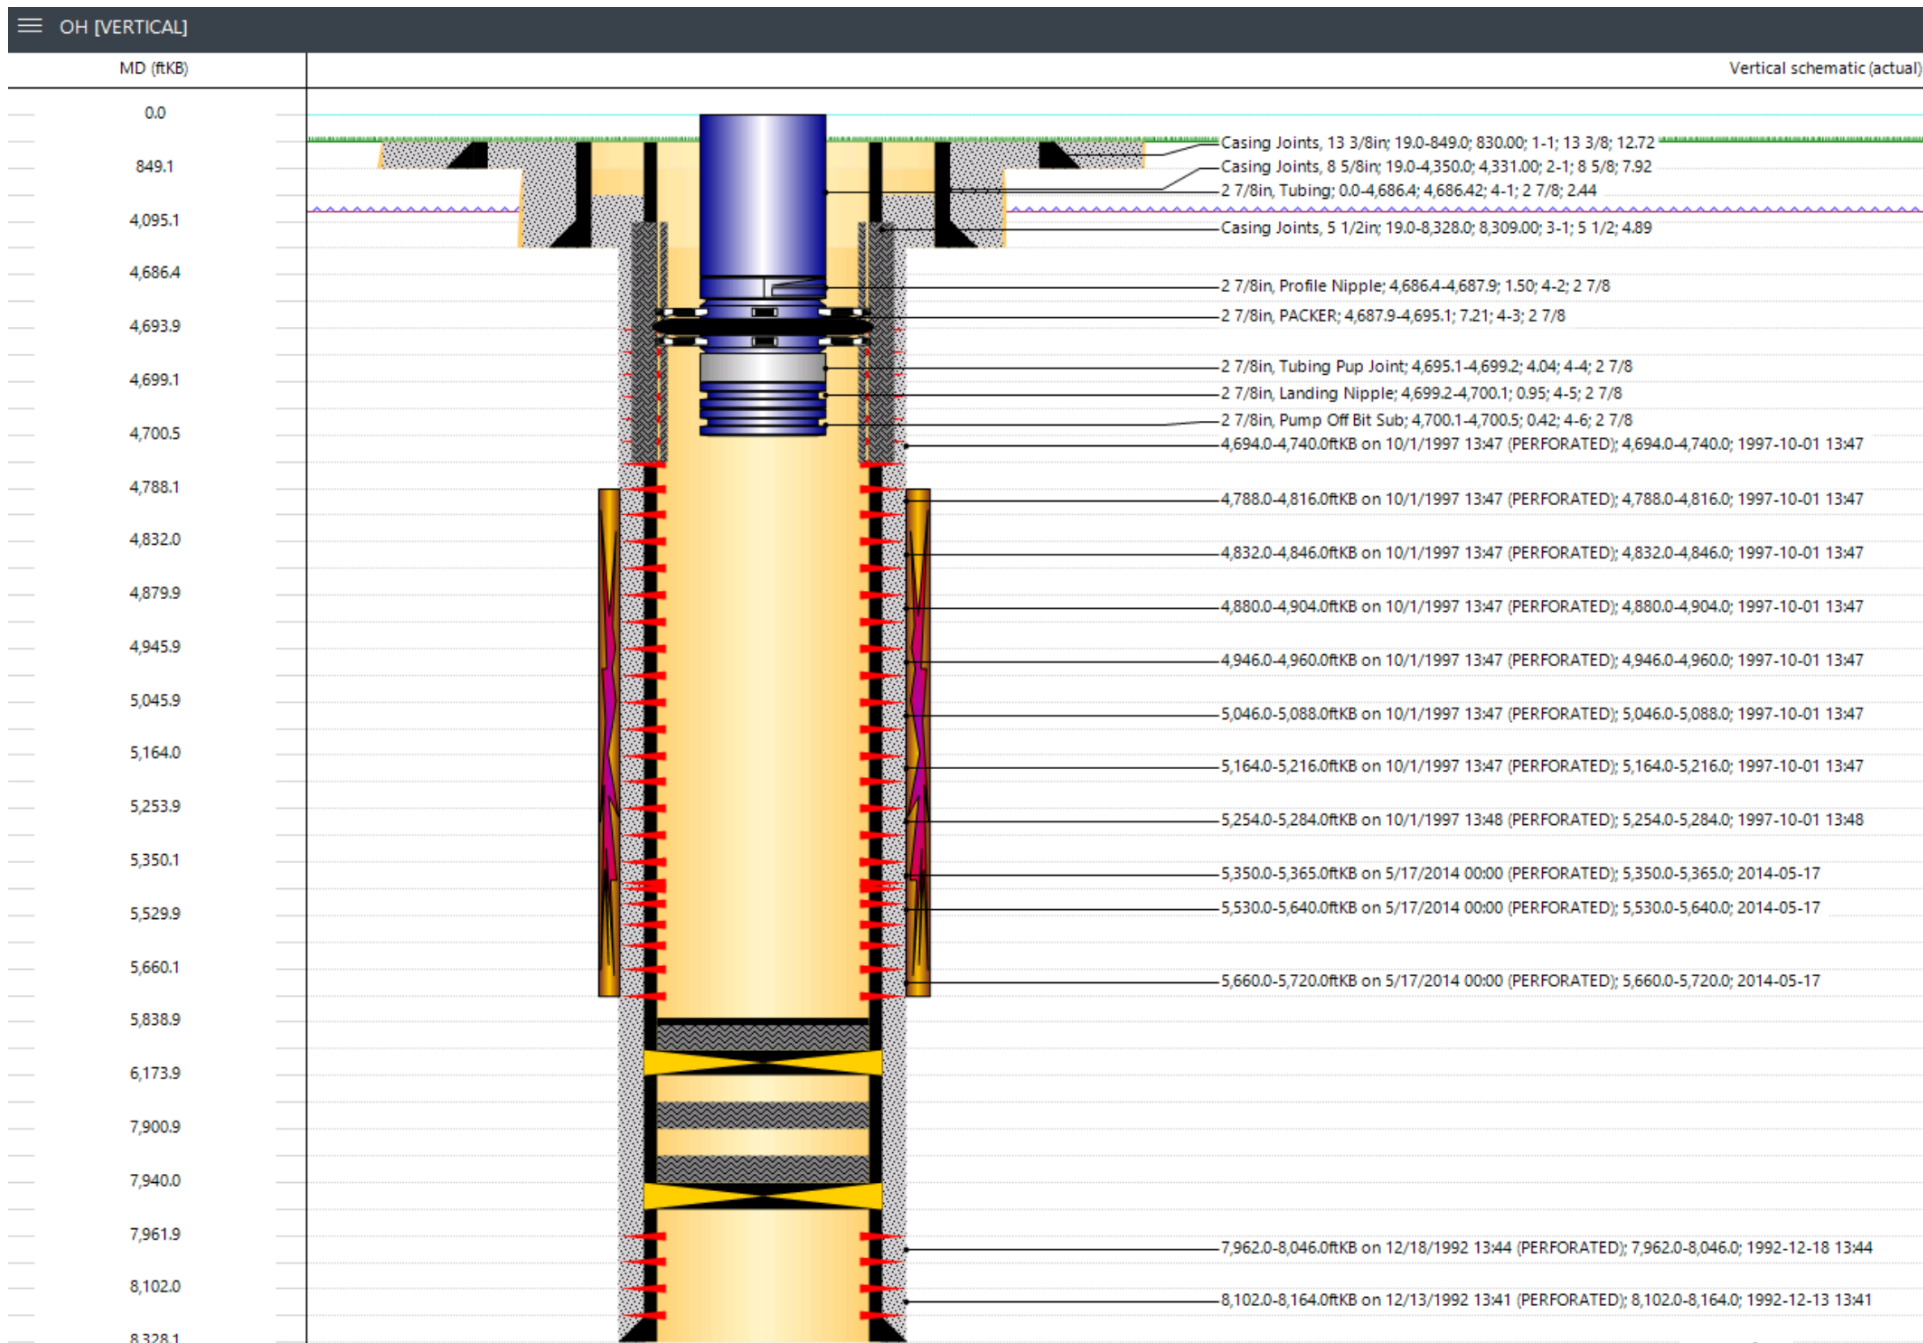 OH [VERTICAL]
MD (ftKB)
Vertical schematic (actual)
0.0
Casing Joints, 13 3/8in; 19.0-849.0; 830.00; 1-1; 13 3/8; 12.72
849.1
Casing Joints, 8 5/8in; 19.0-4,350.0; 4,331.00; 2-1; 8 5/8; 7.92
2 7/8in, Tubing; 0.0-4,686.4; 4,686.42; 4-1; 2 7/8; 2.44
4,095.1
Casing Joints, 5 1/2in; 19.0-8,328.0; 8,309.00; 3-1; 5 1/2; 4.89
4,686.4
2 7/8in, Profile Nipple; 4,686.4-4,687.9; 1.50; 4-2; 2 7/8
2 7/8in, PACKER; 4,687.9-4,695.1; 7.21; 4-3; 2 7/8
4,693.9
2 7/8in, Tubing Pup Joint; 4,695.1-4,699.2; 4.04; 4-4; 2 7/8
4,699.1
2 7/8in, Landing Nipple; 4,699.2-4,700.1; 0.95; 4-5; 2 7/8
2 7/8in, Pump Off Bit Sub; 4,700.1-4,700.5; 0.42; 4-6; 2 7/8
4,700.5
4,694.0-4,740.0ftKB on 10/1/1997 13:47 (PERFORATED); 4,694.0-4,740.0; 1997-10-01 13:47
4,788.1
4,788.0-4,816.0ftKB on 10/1/1997 13:47 (PERFORATED); 4,788.0-4,816.0; 1997-10-01 13:47
4,832.0
4,832.0-4,846.0ftKB on 10/1/1997 13:47 (PERFORATED); 4,832.0-4,846.0; 1997-10-01 13:47
4,879.9
4,880.0-4,904.0ftKB on 10/1/1997 13:47 (PERFORATED); 4,880.0-4,904.0; 1997-10-01 13:47
4,945.9
4,946.0-4,960.0ftKB on 10/1/1997 13:47 (PERFORATED); 4,946.0-4,960.0; 1997-10-01 13:47
5,045.9
5,046.0-5,088.0ftKB on 10/1/1997 13:47 (PERFORATED); 5,046.0-5,088.0; 1997-10-01 13:47
5,164.0
5,164.0-5,216.0ftKB on 10/1/1997 13:47 (PERFORATED); 5,164.0-5,216.0; 1997-10-01 13:47
5,253.9
5,254.0-5,284.0ftKB on 10/1/1997 13:48 (PERFORATED); 5,254.0-5,284.0; 1997-10-01 13:48
5,350.1
5,350.0-5,365.0ftKB on 5/17/2014 00:00 (PERFORATED); 5,350.0-5,365.0; 2014-05-17
5,529.9
5,530.0-5,640.0ftKB on 5/17/2014 00:00 (PERFORATED); 5,530.0-5,640.0; 2014-05-17
5,660.1
5,660.0-5,720.0ftKB on 5/17/2014 00:00 (PERFORATED); 5,660.0-5,720.0; 2014-05-17
5,838.9
6,173.9
7,900.9
7,940.0
7,961.9
7,962.0-8,046.0ftKB on 12/18/1992 13:44 (PERFORATED); 7,962.0-8,046.0; 1992-12-18 13:44
8,102.0
8,102.0-8,164.0ftKB on 12/13/1992 13:41 (PERFORATED); 8,102.0-8,164.0; 1992-12-13 13:41
8,328.1